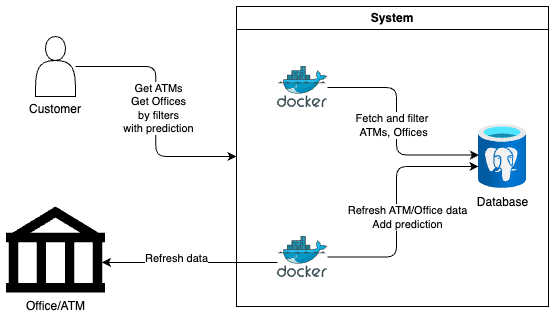 System
Customer
Get ATMs
Get Offices
by filters
with prediction
docker
Fetch and filter
ATMs, Offices
Database
Refresh ATM/Office data
Add prediction
Refresh data
docker
Office/ATM